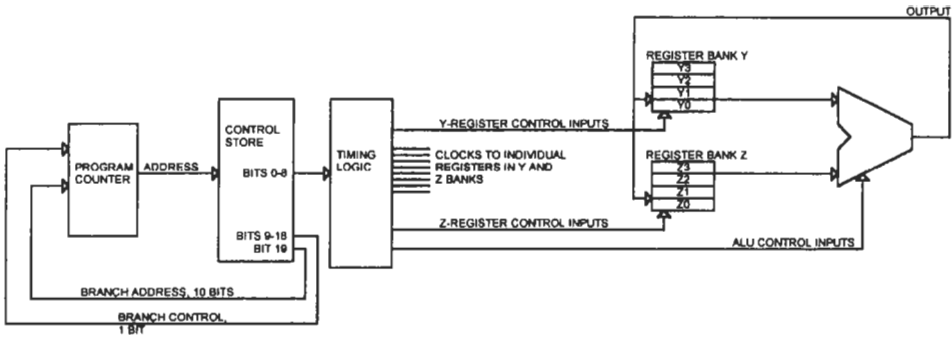 OUTPUT
REGISTER BANK Y
Y3
Y2
Y1
Y0
CONTROL
STORE
Y-REGISTER CONTROL INPUTS
PROGRAM
COUNTER
ADDRESS
BITS 0-8
TIMING
LOGIC
CLOCKS TO INDIVIDUAL
REGISTERS IN Y AND
Z BANKS
REGISTER BANK Z
Z3
Z2
Z1
Z0
BITS 9-18
BIT 19
Z-REGISTER CONTROL INPUTS
ALU CONTROL INPUTS
BRANCH ADDRESS, 10 BITS
BRANCH CONTROL,
1 BIT